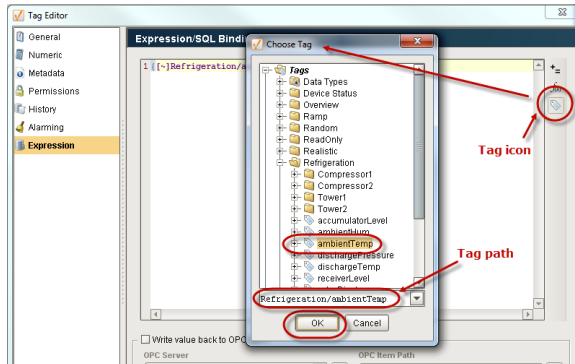 Tag Editor
General
Numeric
Metadata
Permissions
History
Alarming
Expression
Expression/SQL Bindi
1 {[~]Refrigeration/a
Choose Tag
Tags
Data Types
Device Status
Overview
Ramp
Random
ReadOnly
Realistic
Refrigeration
Compressor1
Compressor2
Tower1
Tower2
accumulatorLevel
ambientHum
ambientTemp
dischargePressure
dischargeTemp
receiverLevel
Refrigeration/ambientTemp
OK Cancel
Tag icon
Tag path
Write value back to OPC
OPC Server
OPC Item Path